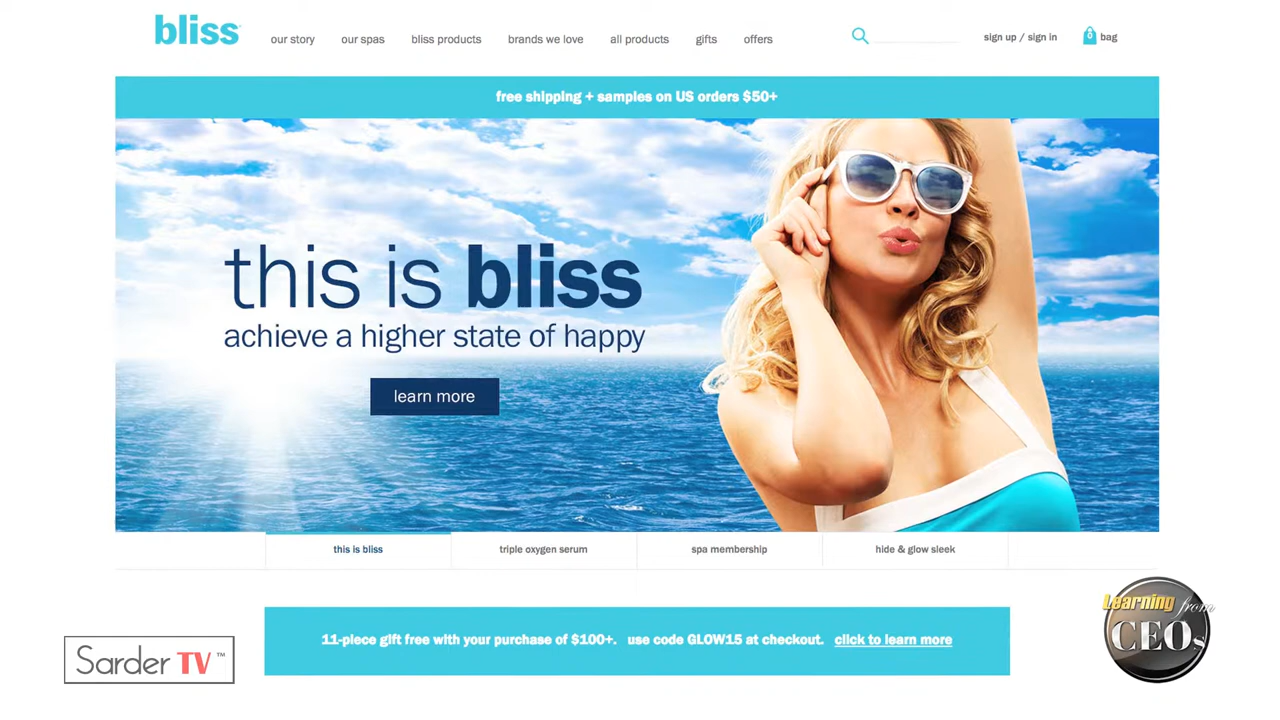 bliss
our story
our spas
bliss products
brands we love
all products
gifts
offers
sign up / sign in
0
bag
free shipping + samples on US orders $50+
this is bliss
achieve a higher state of happy
learn more
this is bliss
triple oxygen serum
spa membership
hide & glow sleek
11-piece gift free with your purchase of $100+. use code GLOW15 at checkout. click to learn more
Sarder TV™
Learning from
CEOs